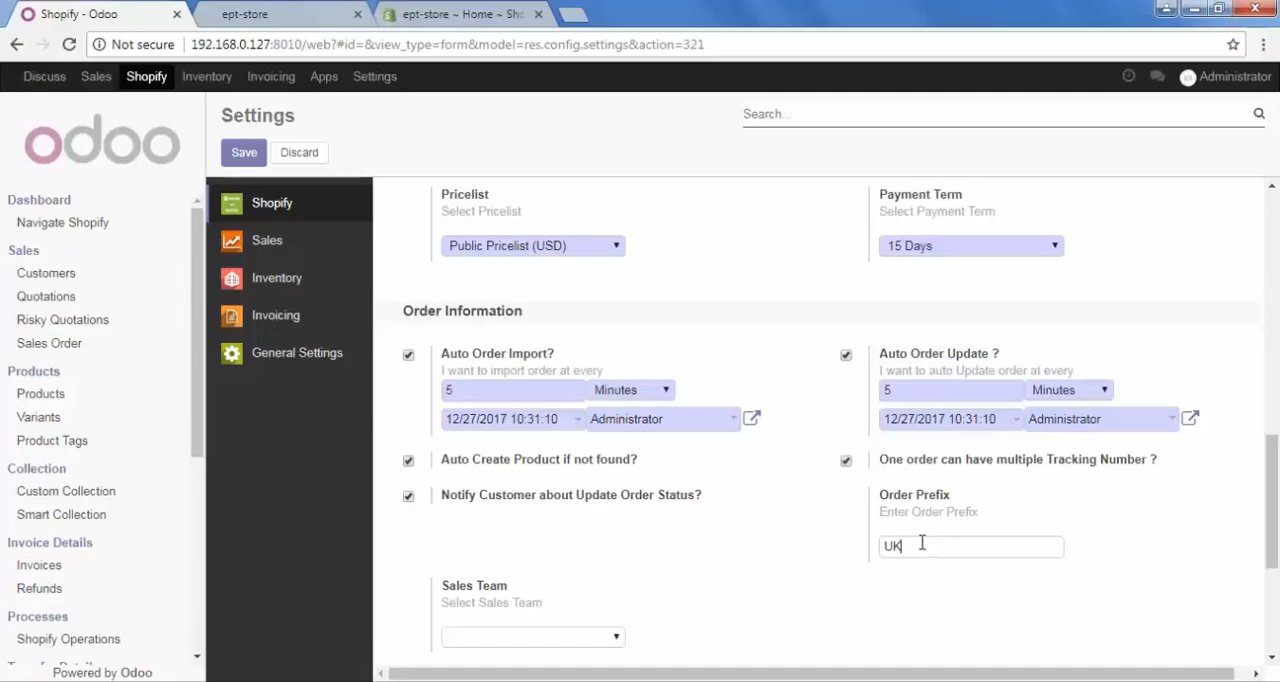 Shopify - Odoo
ept-store
ept-store ~ Home ~ Sho
Not secure
192.168.0.127:8010/web?#id=&view_type=form&model=res.config.settings&action=321
Discuss Sales Shopify Inventory Invoicing Apps Settings
Administrator
odoo
Settings
Search...
Save
Discard
Dashboard
Navigate Shopify
Sales
Customers
Quotations
Risky Quotations
Sales Order
Products
Products
Variants
Product Tags
Collection
Custom Collection
Smart Collection
Invoice Details
Invoices
Refunds
Processes
Shopify Operations
Powered by Odoo
Shopify
Sales
Inventory
Invoicing
General Settings
Pricelist
Select Pricelist
Public Pricelist (USD)
Payment Term
Select Payment Term
15 Days
Order Information
Auto Order Import?
I want to import order at every
5 Minutes
12/27/2017 10:31:10 Administrator
Auto Order Update ?
I want to auto Update order at every
5 Minutes
12/27/2017 10:31:10 Administrator
Auto Create Product if not found?
One order can have multiple Tracking Number ?
Notify Customer about Update Order Status?
Order Prefix
Enter Order Prefix
UK
Sales Team
Select Sales Team